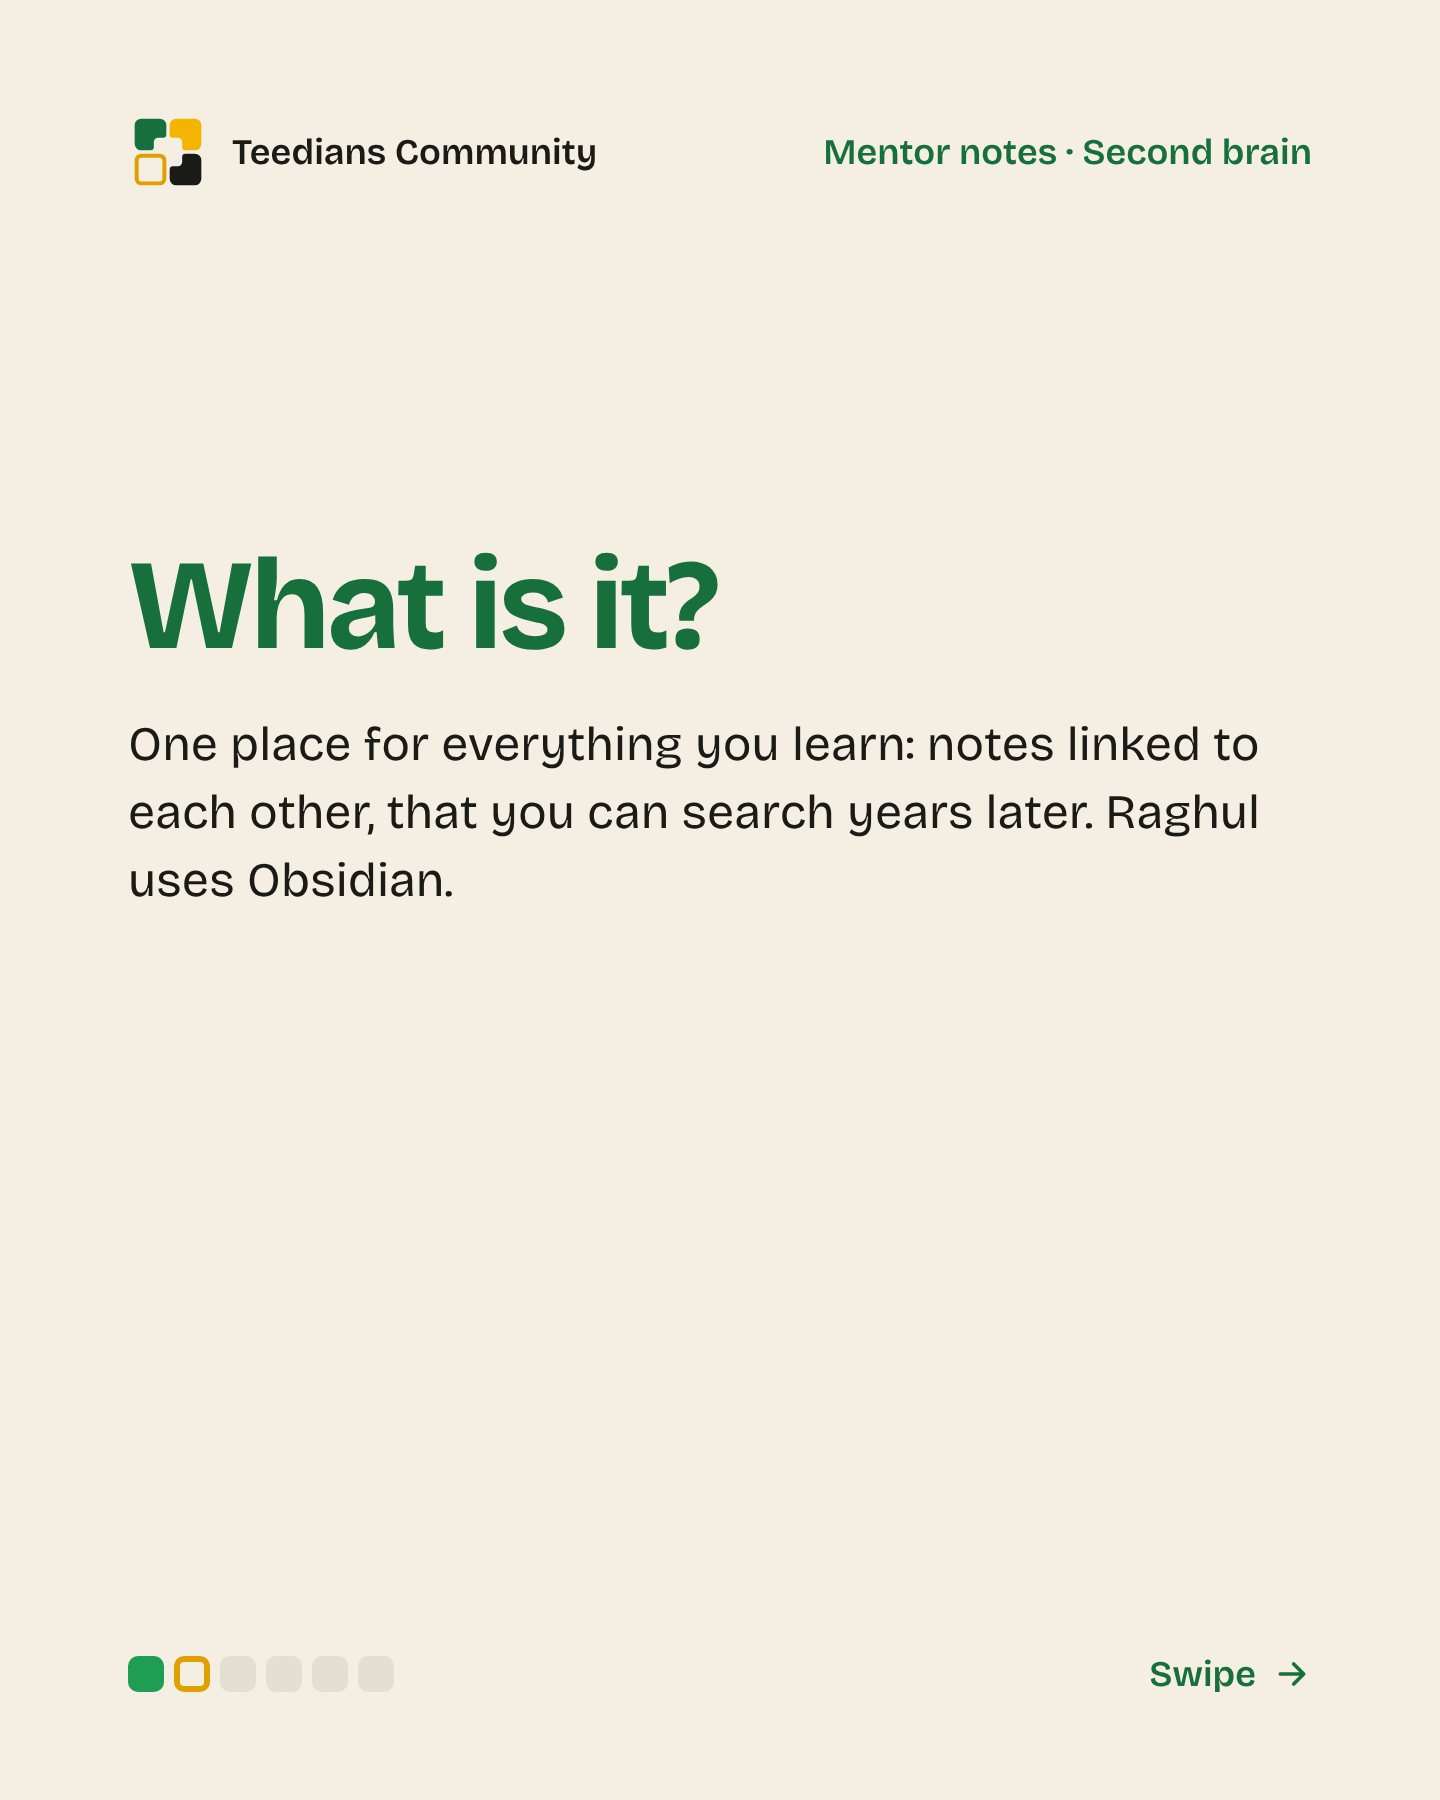 Teedians Community
Mentor notes · Second brain
What is it?
One place for everything you learn: notes linked to
each other, that you can search years later. Raghul
uses Obsidian.
Swipe →